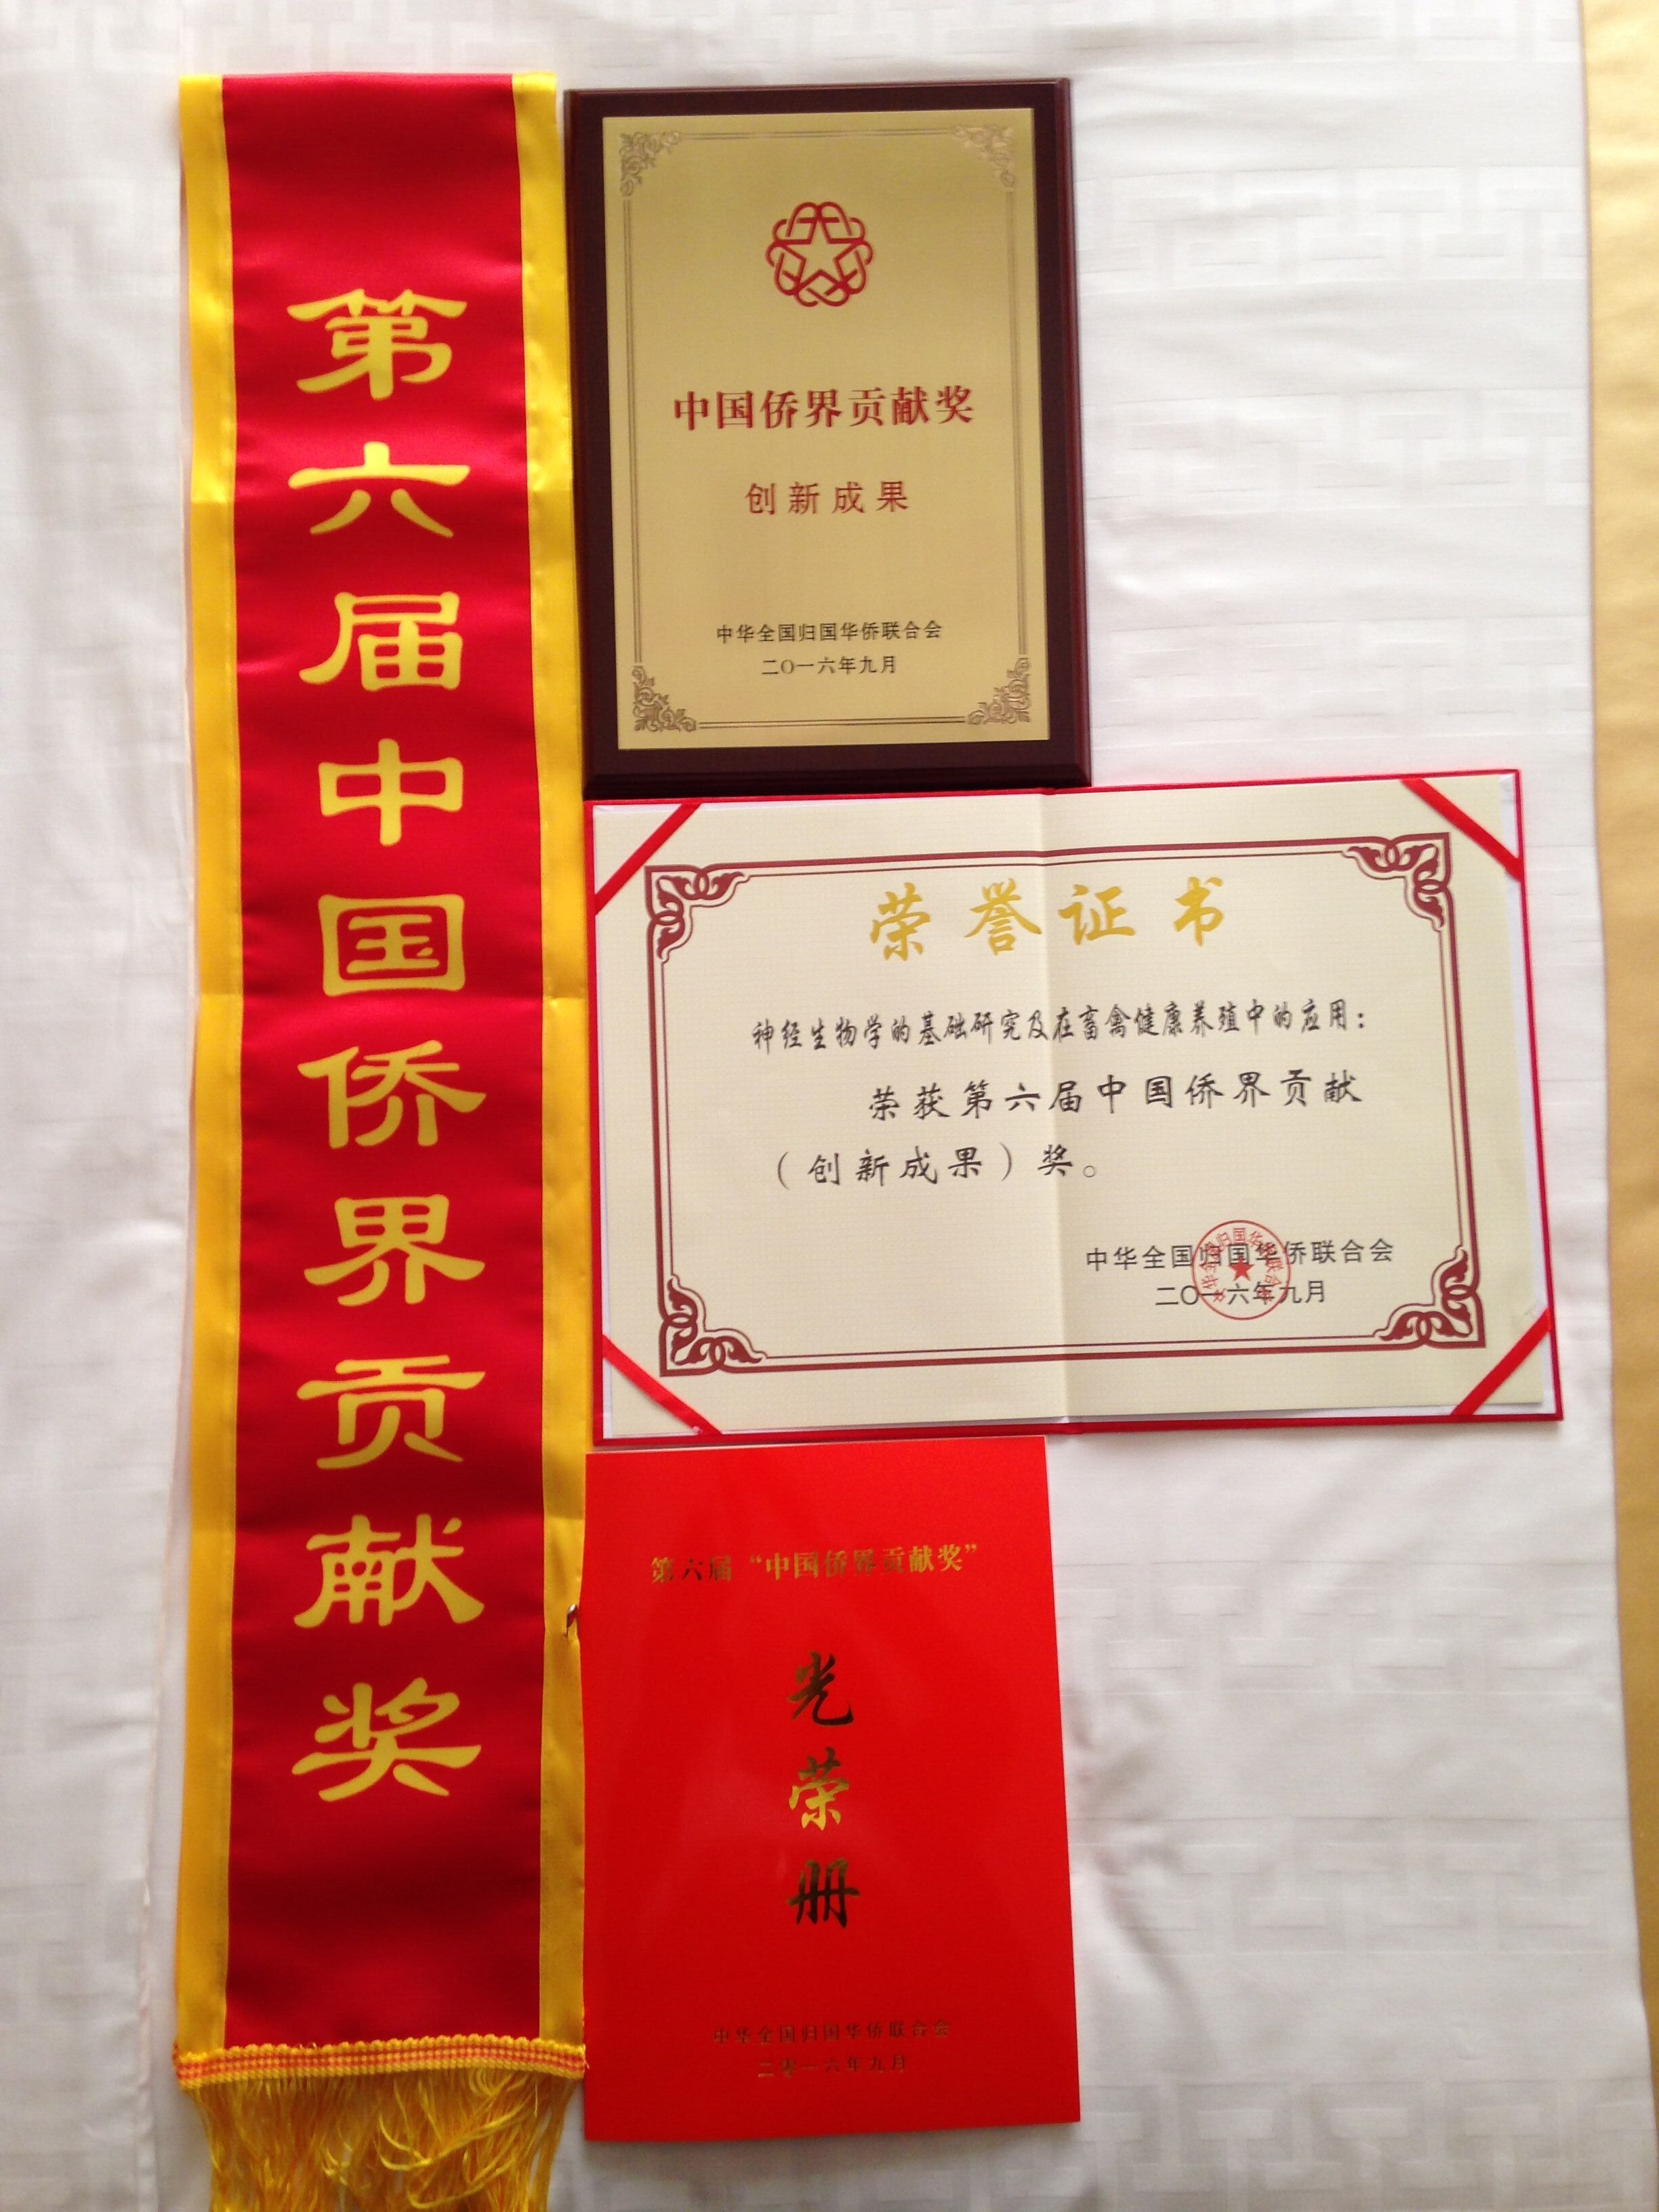 第六届中国侨界贡献奖
中国侨界贡献奖
创新成果
中华全国归国华侨联合会
二〇一六年九月
荣誉证书
神经生物学的基础研究及在畜禽健康养殖中的应用：
荣获第六届中国侨界贡献
（创新成果）奖。
中华全国归国华侨联合会
二〇一六年九月
第六届“中国侨界贡献奖”
光荣册
中华全国归国华侨联合会
二零一六年九月